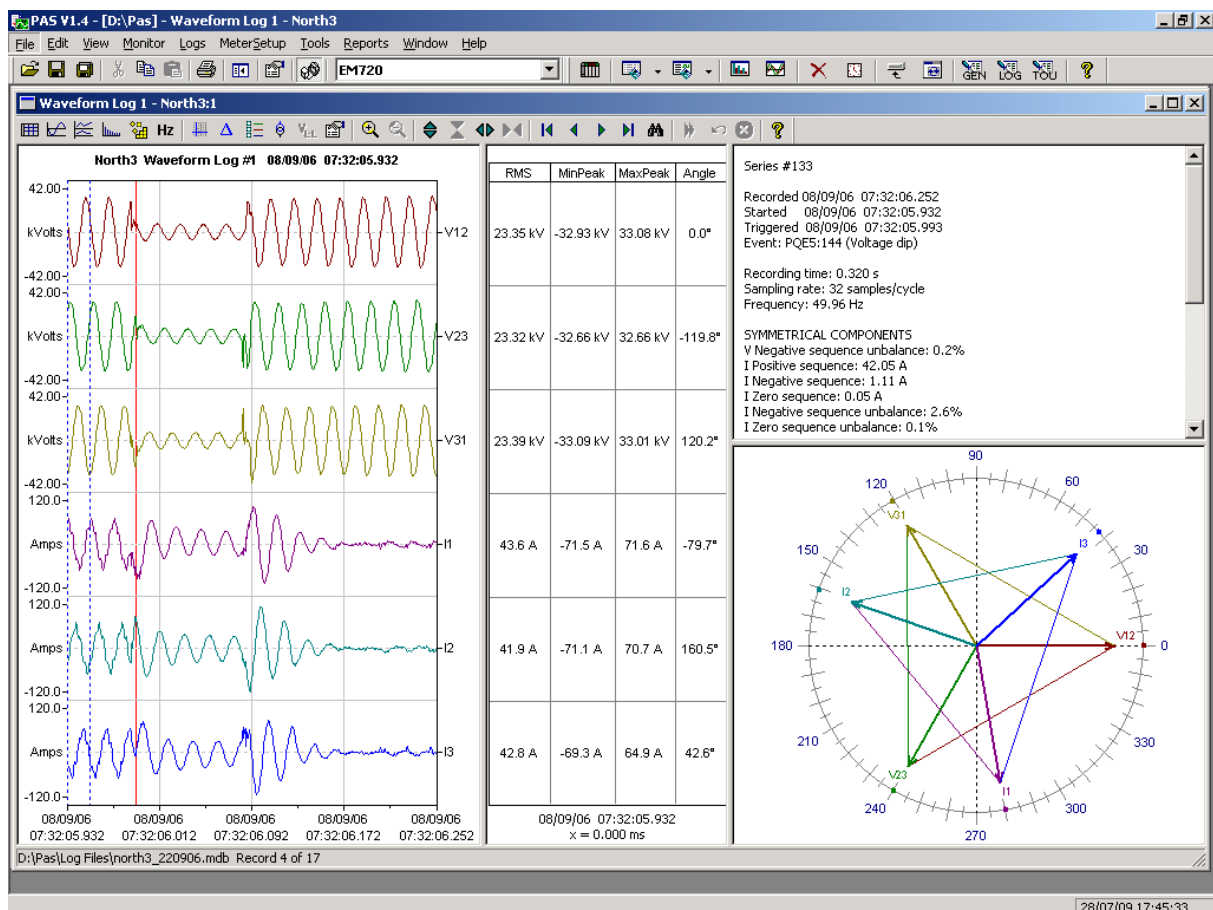 PAS V1.4 - [D:\Pas] - Waveform Log 1 - North3
File Edit View Monitor Logs MeterSetup Tools Reports Window Help
EM720
GEN LOG TOU
Waveform Log 1 - North3:1
Hz
V L:L
North3 Waveform Log #1 08/09/06 07:32:05.932
42.00
kVolts
-42.00
V12
42.00
kVolts
-42.00
V23
42.00
kVolts
-42.00
V31
120.0
Amps
-120.0
I1
120.0
Amps
-120.0
I2
120.0
Amps
-120.0
I3
08/09/06 08/09/06 08/09/06 08/09/06 08/09/06
07:32:05.932 07:32:06.012 07:32:06.092 07:32:06.172 07:32:06.252
RMS MinPeak MaxPeak Angle
23.35 kV -32.93 kV 33.08 kV 0.0°
23.32 kV -32.66 kV 32.66 kV -119.8°
23.39 kV -33.09 kV 33.01 kV 120.2°
43.6 A -71.5 A 71.6 A -79.7°
41.9 A -71.1 A 70.7 A 160.5°
42.8 A -69.3 A 64.9 A 42.6°
08/09/06 07:32:05.932
x = 0.000 ms
Series #133
Recorded 08/09/06 07:32:06.252
Started 08/09/06 07:32:05.932
Triggered 08/09/06 07:32:05.993
Event: PQE5:144 (Voltage dip)
Recording time: 0.320 s
Sampling rate: 32 samples/cycle
Frequency: 49.96 Hz
SYMMETRICAL COMPONENTS
V Negative sequence unbalance: 0.2%
I Positive sequence: 42.05 A
I Negative sequence: 1.11 A
I Zero sequence: 0.05 A
I Negative sequence unbalance: 2.6%
I Zero sequence unbalance: 0.1%
90
120 60
V31
I3
150 30
I2
V12
180 0
210 330
V23
I1
240 300
270
D:\Pas\Log Files\north3_220906.mdb Record 4 of 17
28/07/09 17:45:33